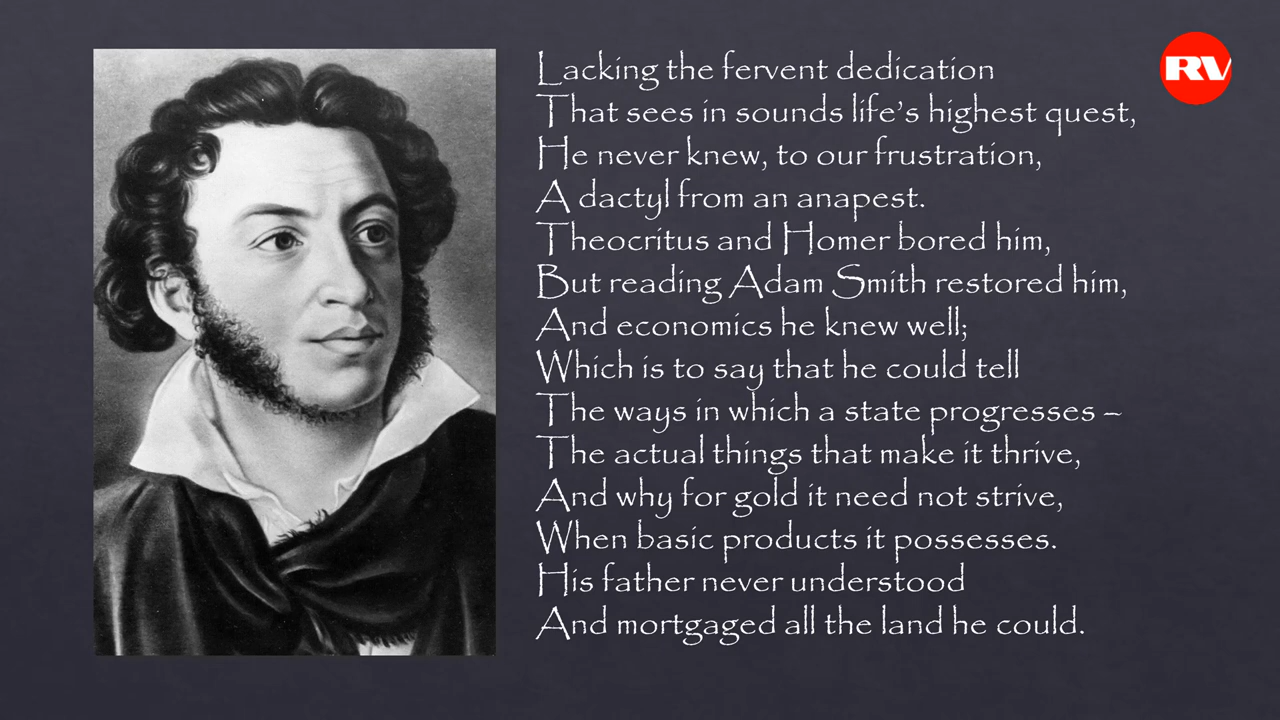 RV
Lacking the fervent dedication
That sees in sounds life's highest quest,
He never knew, to our frustration,
A dactyl from an anapest.
Theocritus and Homer bored him,
But reading Adam Smith restored him,
And economics he knew well;
Which is to say that he could tell
The ways in which a state progresses –
The actual things that make it thrive,
And why for gold it need not strive,
When basic products it possesses.
His father never understood
And mortgaged all the land he could.